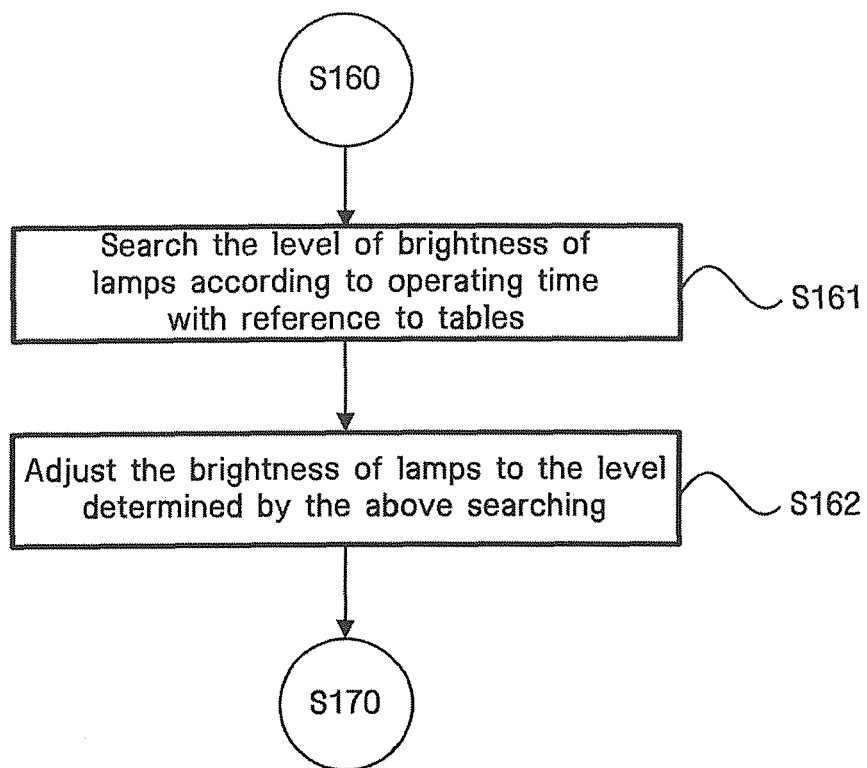 S160
Search the level of brightness of
lamps according to operating time
with reference to tables
S161
Adjust the brightness of lamps to the level
determined by the above searching
S162
S170